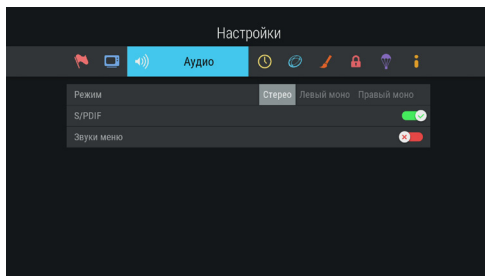 Настройки
Аудио
Режим Стерео Левый моно Правый моно
S/PDIF
Звуки меню